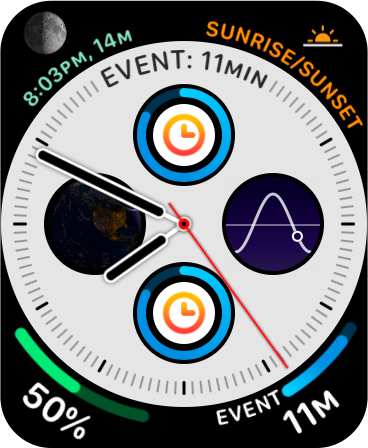 8:03PM, 14M
SUNRISE/SUNSET
EVENT: 11MIN
50%
EVENT
11M